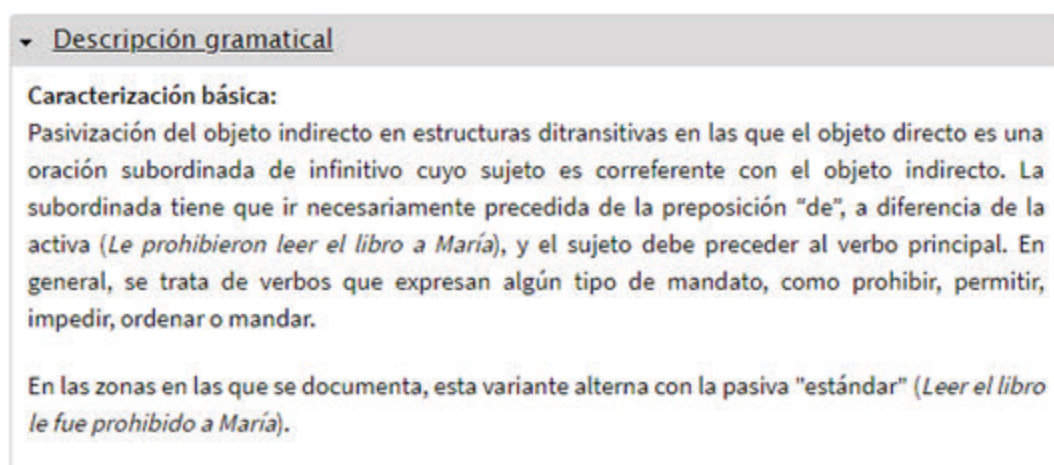 Descripción gramatical
Caracterización básica:
Pasivización del objeto indirecto en estructuras ditransitivas en las que el objeto directo es una
oración subordinada de infinitivo cuyo sujeto es correferente con el objeto indirecto. La
subordinada tiene que ir necesariamente precedida de la preposición “de”, a diferencia de la
activa (Le prohibieron leer el libro a María), y el sujeto debe preceder al verbo principal. En
general, se trata de verbos que expresan algún tipo de mandato, como prohibir, permitir,
impedir, ordenar o mandar.
En las zonas en las que se documenta, esta variante alterna con la pasiva "estándar" (Leer el libro
le fue prohibido a María).